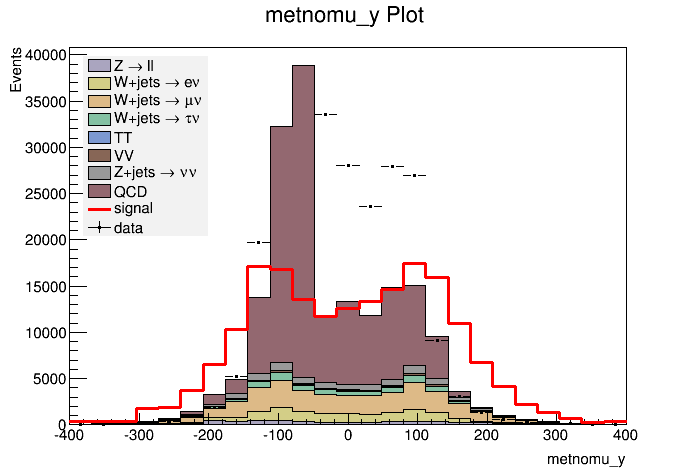 metnomu_y Plot
Events
40000
35000
30000
25000
20000
15000
10000
5000
0
Z → ll
W+jets → eν
W+jets → μν
W+jets → τν
TT
VV
Z+jets → νν
QCD
signal
data
-400 -300 -200 -100 0 100 200 300 400
metnomu_y